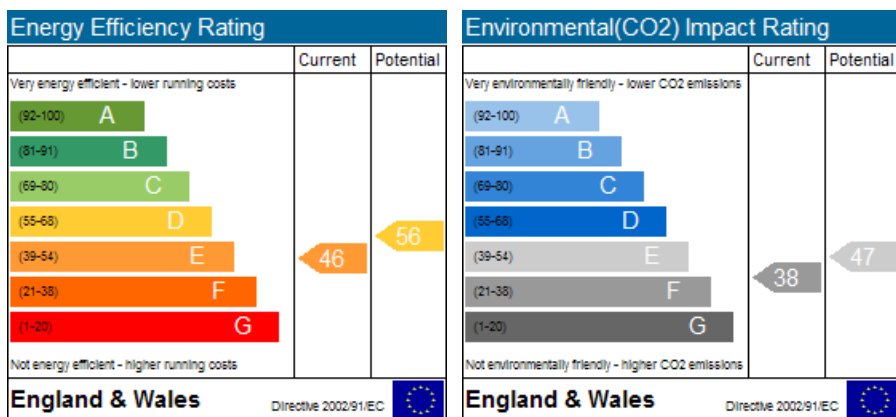 Energy Efficiency Rating
Current Potential
Very energy efficient - lower running costs
(92-100) A
(81-91) B
(69-80) C
(55-68) D
56
(39-54) E
46
(21-38) F
(1-20) G
Not energy efficient - higher running costs
England & Wales Directive 2002/91/EC
Environmental(CO2) Impact Rating
Current Potential
Very environmentally friendly - lower CO2 emissions
(92-100) A
(81-91) B
(69-80) C
(55-68) D
(39-54) E 47
38
(21-38) F
(1-20) G
Not environmentally friendly - higher CO2 emissions
England & Wales Directive 2002/91/EC